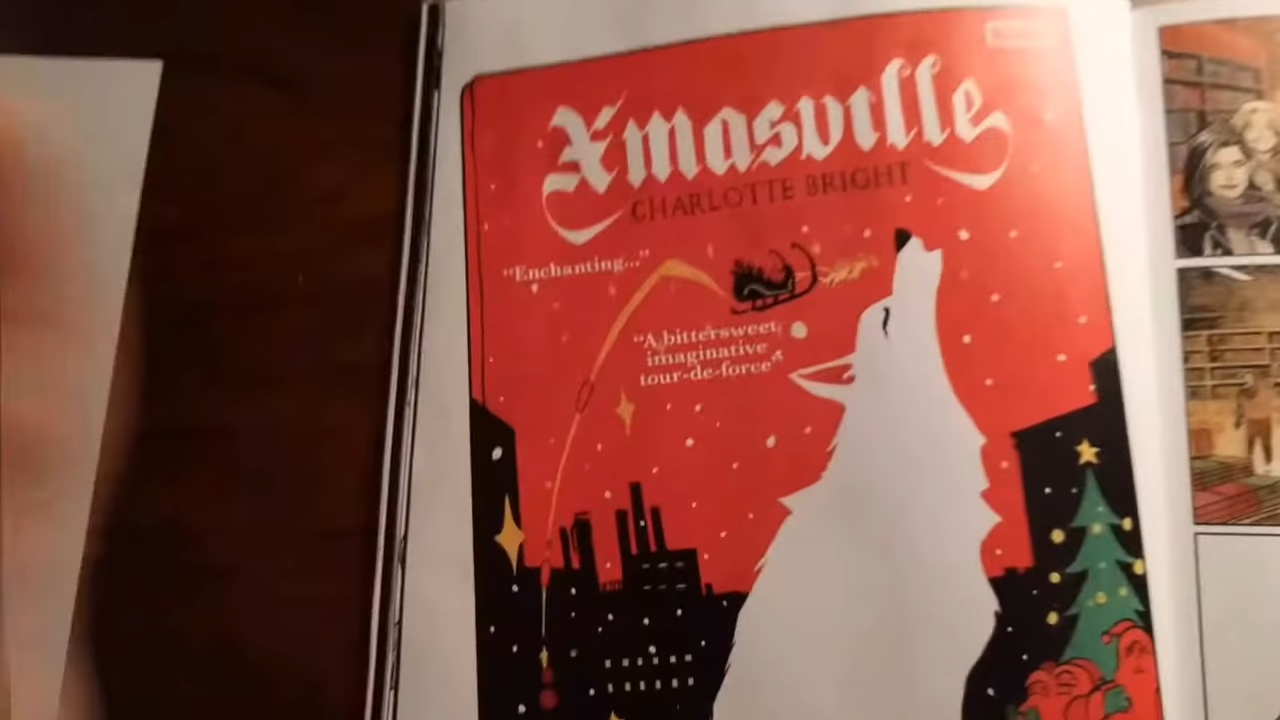 Xmasville
CHARLOTTE BRIGHT
“Enchanting...”
“A bittersweet,
imaginative
tour-de-force”